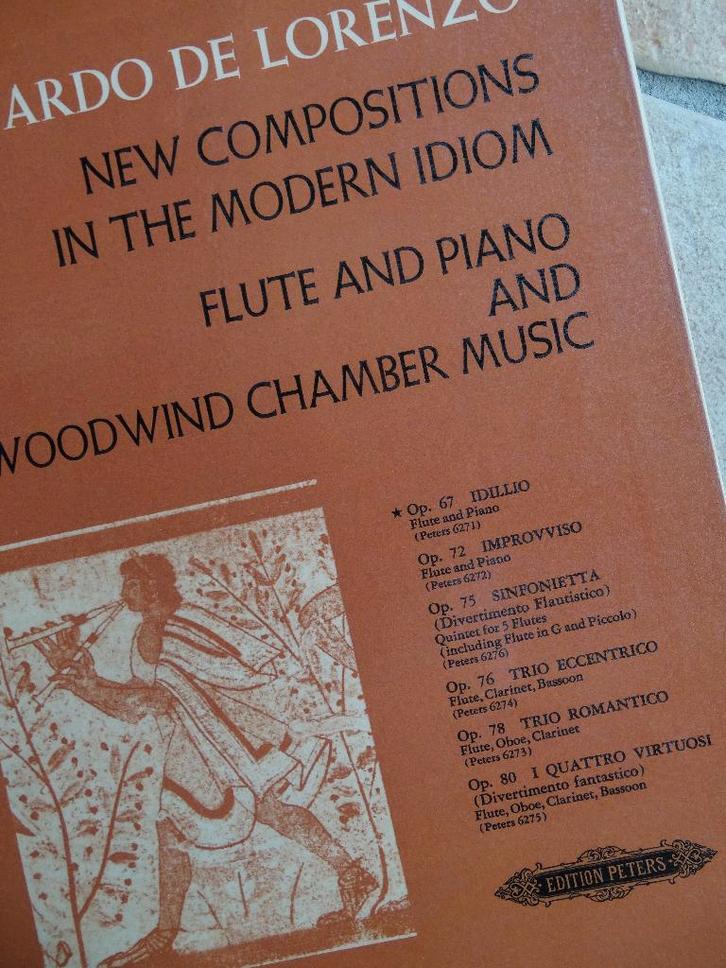 ARDO DE LORENZO
NEW COMPOSITIONS
IN THE MODERN IDIOM
FLUTE AND PIANO
AND
WOODWIND CHAMBER MUSIC
★ Op. 67 IDILLIO
Flute and Piano
(Peters 6271)
Op. 72 IMPROVVISO
Flute and Piano
(Peters 6272)
Op. 75 SINFONIETTA
(Divertimento Flautistico)
Quintet for 5 Flutes
(including Flute in G and Piccolo)
(Peters 6276)
Op. 76 TRIO ECCENTRICO
Flute, Clarinet, Bassoon
(Peters 6274)
Op. 78 TRIO ROMANTICO
Flute, Oboe, Clarinet
(Peters 6273)
Op. 80 I QUATTRO VIRTUOSI
(Divertimento fantastico)
Flute, Oboe, Clarinet, Bassoon
(Peters 6275)
EDITION PETERS